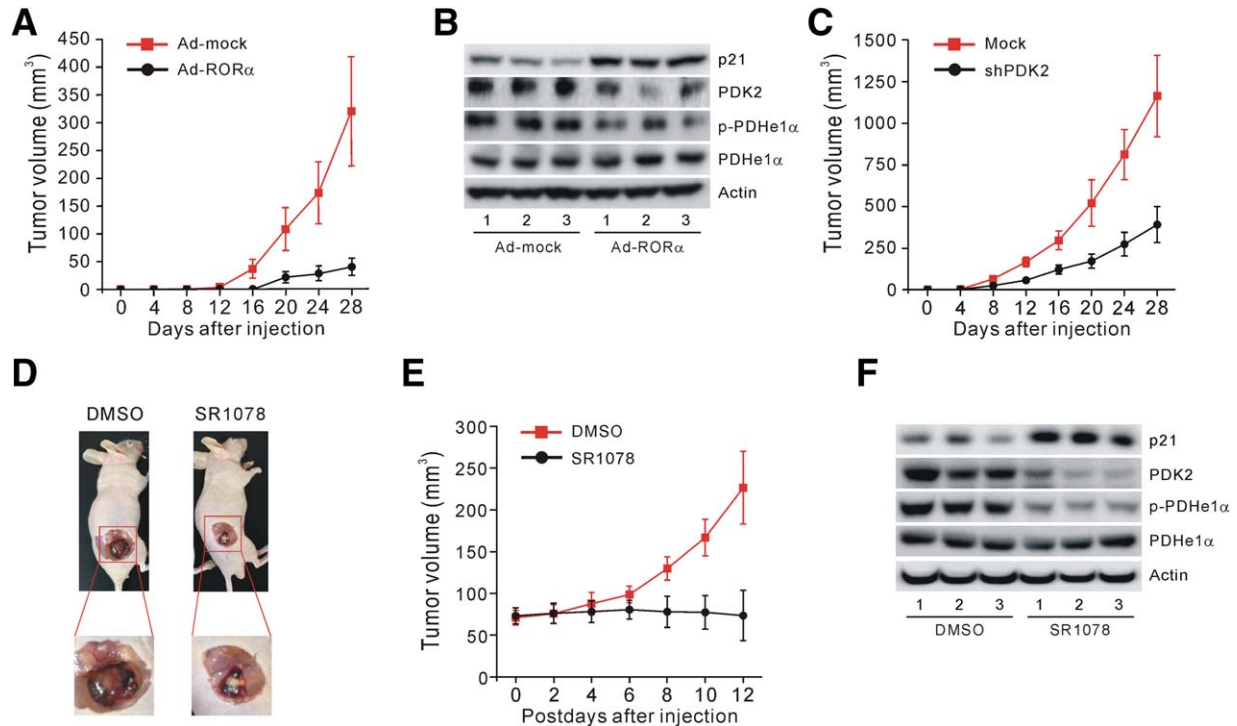 A
Ad-mock
Ad-RORα
Tumor volume (mm³)
450
400
350
300
250
200
150
100
50
0
0 4 8 12 16 20 24 28
Days after injection
B
p21
PDK2
p-PDHe1α
PDHe1α
Actin
1 2 3 1 2 3
Ad-mock Ad-RORα
C
Mock
shPDK2
Tumor volume (mm³)
1500
1250
1000
750
500
250
0
0 4 8 12 16 20 24 28
Days after injection
D
DMSO SR1078
E
DMSO
SR1078
Tumor volume (mm³)
300
250
200
150
100
50
0
0 2 4 6 8 10 12
Postdays after injection
F
p21
PDK2
p-PDHe1α
PDHe1α
Actin
1 2 3 1 2 3
DMSO SR1078